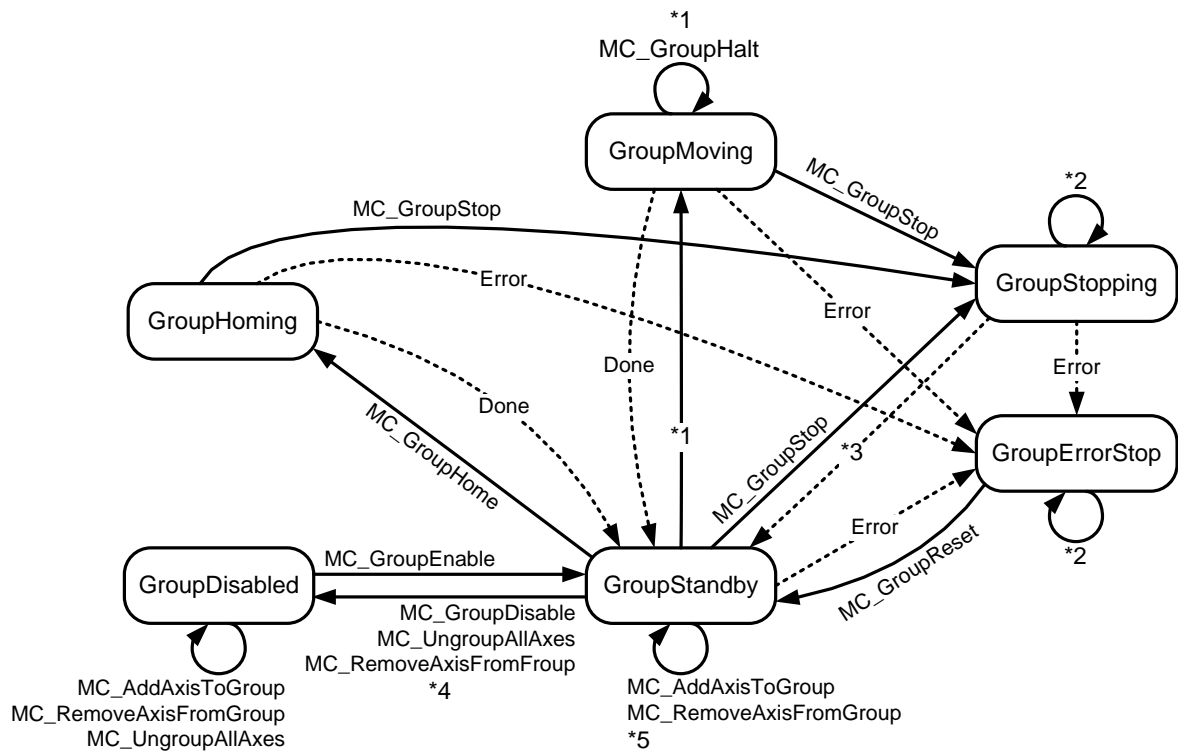 *1
MC_GroupHalt
GroupMoving
*2
MC_GroupStop
MC_GroupStop
GroupStopping
Error
GroupHoming
Error
Error
Done
Done
*1
MC_GroupHome
MC_GroupStop
*3
GroupErrorStop
Error
*2
MC_GroupReset
GroupDisabled
MC_GroupEnable
GroupStandby
MC_GroupDisable
MC_UngroupAllAxes
MC_RemoveAxisFromFroup
*4
MC_AddAxisToGroup
MC_RemoveAxisFromGroup
MC_UngroupAllAxes
MC_AddAxisToGroup
MC_RemoveAxisFromGroup
*5